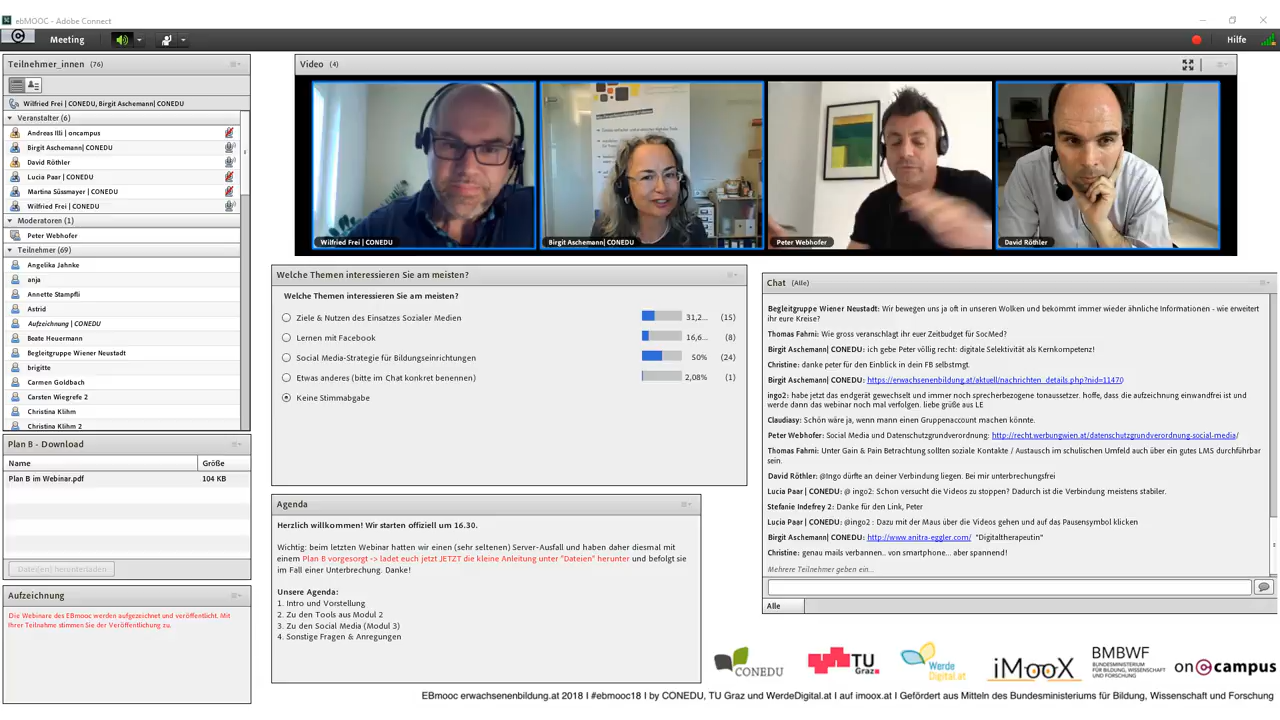 ebMOOC - Adobe Connect
Meeting
Hilfe
Teilnehmer_innen (76)
Wilfried Frei | CONEDU, Birgit Aschemann| CONEDU
Veranstalter (6)
Andreas Illi | oncampus
Birgit Aschemann| CONEDU
David Röthler
Lucia Paar | CONEDU
Martina Süssmayer | CONEDU
Wilfried Frei | CONEDU
Moderatoren (1)
Peter Webhofer
Teilnehmer (69)
Angelika Jahnke
anja
Annette Stampfli
Astrid
Aufzeichnung | CONEDU
Beate Heuermann
Begleitgruppe Wiener Neustadt
brigitte
Carmen Goldbach
Carsten Wiegrefe 2
Christina Klihm
Christina Klihm 2
Plan B - Download
Name Größe
Plan B im Webinar.pdf 104 KB
Datei(en) herunterladen
Aufzeichnung
Die Webinare des EBmooc werden aufgezeichnet und veröffentlicht. Mit
Ihrer Teilnahme stimmen Sie der Veröffentlichung zu.
Video (4)
Wilfried Frei | CONEDU
Birgit Aschemann| CONEDU
Peter Webhofer
David Röthler
Welche Themen interessieren Sie am meisten?
Welche Themen interessieren Sie am meisten?
Ziele & Nutzen des Einsatzes Sozialer Medien 31,2... (15)
Lernen mit Facebook 16,6... (8)
Social Media-Strategie für Bildungseinrichtungen 50% (24)
Etwas anderes (bitte im Chat konkret benennen) 2,08% (1)
Keine Stimmabgabe
Agenda
Herzlich willkommen! Wir starten offiziell um 16.30.
Wichtig: beim letzten Webinar hatten wir einen (sehr seltenen) Server-Ausfall und haben daher diesmal mit
einem Plan B vorgesorgt -> ladet euch jetzt JETZT die kleine Anleitung unter "Dateien" herunter und befolgt sie
im Fall einer Unterbrechung. Danke!
Unsere Agenda:
1. Intro und Vorstellung
2. Zu den Tools aus Modul 2
3. Zu den Social Media (Modul 3)
4. Sonstige Fragen & Anregungen
Chat (Alle)
Begleitgruppe Wiener Neustadt: Wir bewegen uns ja oft in unseren Wolken und bekommt immer wieder ähnliche Informationen - wie erweitert
ihr eure Kreise?
Thomas Fahrni: Wie gross veranschlagt ihr euer Zeitbudget für SocMed?
Birgit Aschemann| CONEDU: ich gebe Peter völlig recht: digitale Selektivität als Kernkompetenz!
Christine: danke peter für den Einblick in dein FB selbstmgt.
Birgit Aschemann| CONEDU: https://erwachsenenbildung.at/aktuell/nachrichten_details.php?nid=11470
ingo2: habe jetzt das endgerät gewechselt und immer noch sprecherbezogene tonaussetzer. hoffe, dass die aufzeichnung einwandfrei ist und
werde dann das webinar noch mal verfolgen. liebe grüße aus LE
Claudiasy: Schön wäre ja, wenn mann einen Gruppenaccount machen könnte.
Peter Webhofer: Social Media und Datenschutzgrundverordnung: http://recht.werbungwien.at/datenschutzgrundverordnung-social-media/
Thomas Fahrni: Unter Gain & Pain Betrachtung sollten soziale Kontakte / Austausch im schulischen Umfeld auch über ein gutes LMS durchführbar
sein.
David Röthler: @Ingo dürfte an deiner Verbindung liegen. Bei mir unterbrechungsfrei
Lucia Paar | CONEDU: @ ingo2: Schon versucht die Videos zu stoppen? Dadurch ist die Verbindung meistens stabiler.
Stefanie Indefrey 2: Danke für den Link, Peter
Lucia Paar | CONEDU: @ingo2 : Dazu mit der Maus über die Videos gehen und auf das Pausensymbol klicken
Birgit Aschemann| CONEDU: http://www.anitra-eggler.com/ "Digitaltherapeutin"
Christine: genau mails verbannen.. von smartphone... aber spannend!
Mehrere Teilnehmer geben ein...
Alle
CONEDU
TU
Graz
Werde
Digital.at
iMooX
BMBWF
BUNDESMINISTERIUM
FÜR BILDUNG, WISSENSCHAFT
UND FORSCHUNG
oncampus
EBmooc erwachsenenbildung.at 2018 I #ebmooc18 I by CONEDU, TU Graz und WerdeDigital.at I auf imoox.at I Gefördert aus Mitteln des Bundesministeriums für Bildung, Wissenschaft und Forschung